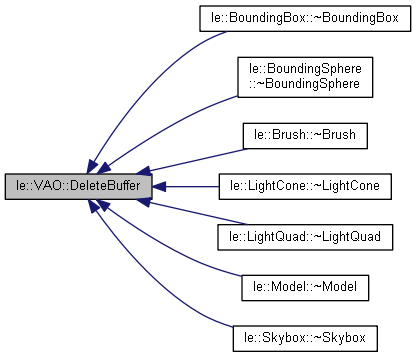 le::BoundingBox::~BoundingBox
le::BoundingSphere
::~BoundingSphere
le::Brush::~Brush
le::VAO::DeleteBuffer
le::LightCone::~LightCone
le::LightQuad::~LightQuad
le::Model::~Model
le::Skybox::~Skybox